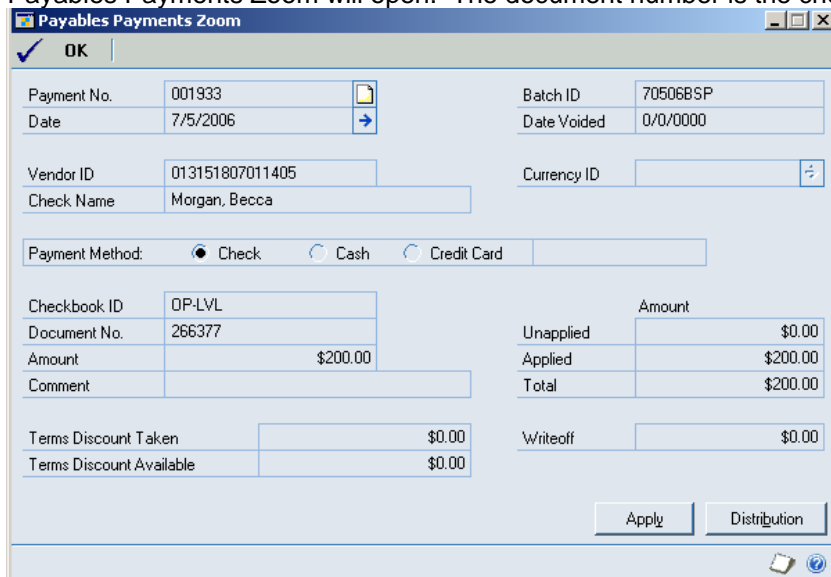 Payables Payments Zoom will open. The document number is the
Payables Payments Zoom
OK
Payment No. 001933 Batch ID 70506BSP
Date 7/5/2006 Date Voided 0/0/0000
Vendor ID 013151807011405 Currency ID
Check Name Morgan, Becca
Payment Method: Check Cash Credit Card
Checkbook ID OP-LVL Amount
Document No. 266377 Unapplied $0.00
Amount $200.00 Applied $200.00
Comment Total $200.00
Terms Discount Taken $0.00 Writeoff $0.00
Terms Discount Available $0.00
Apply Distribution